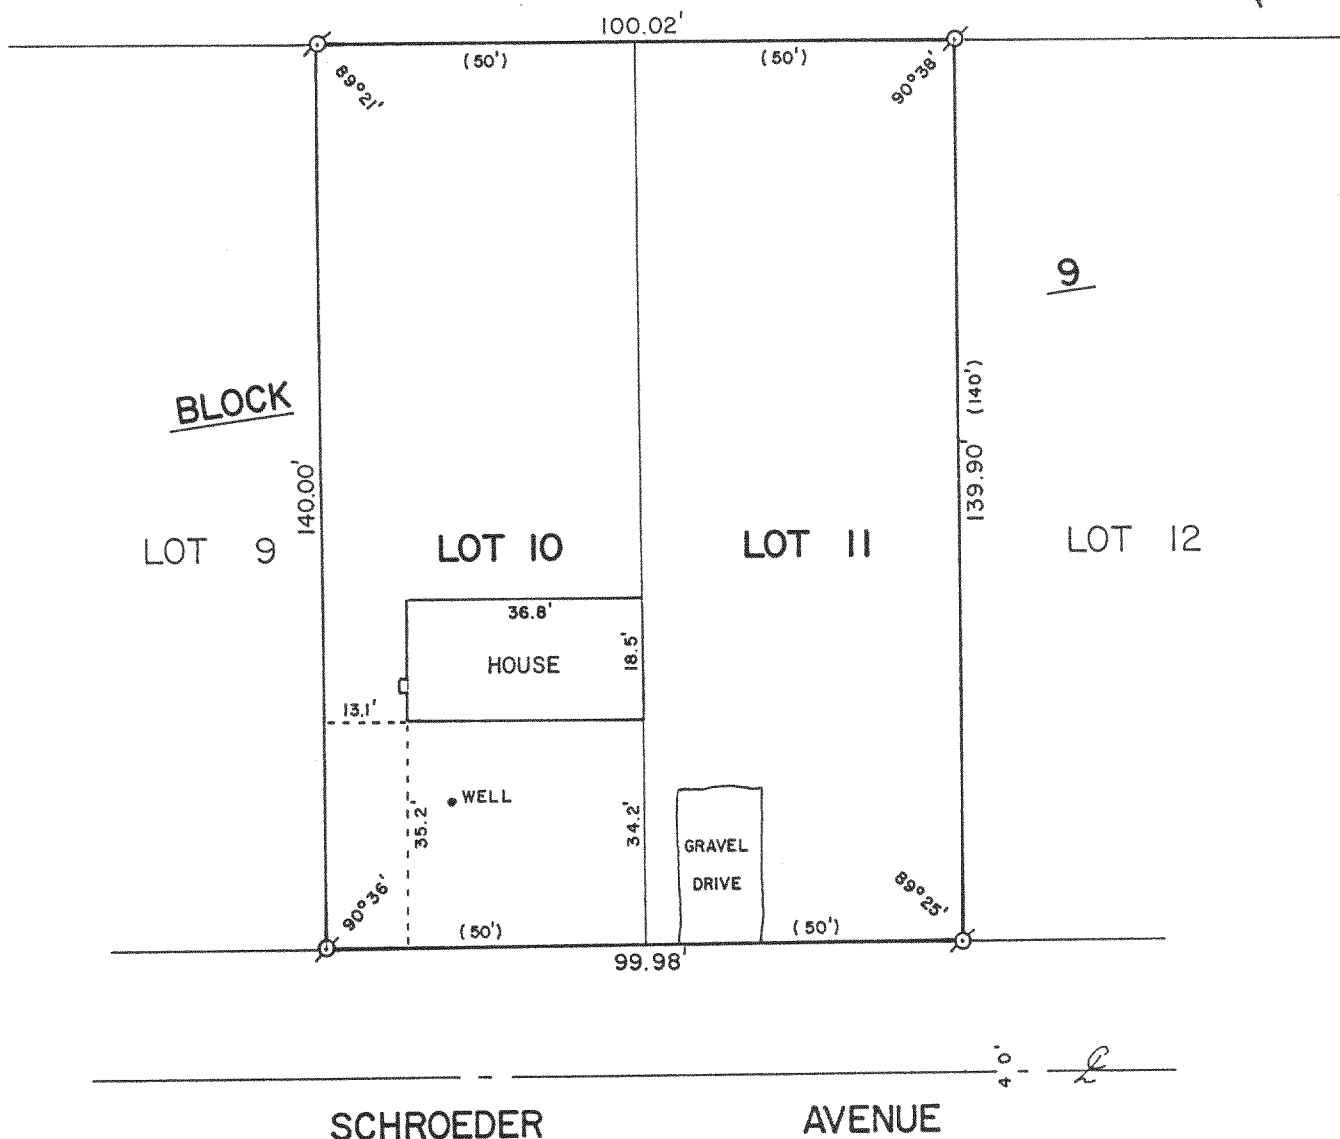 100.02'
(50') (50')
89°21' 90°38'
9
BLOCK
(140')
140.00' 139.90'
LOT 9 LOT 10 LOT 11 LOT 12
36.8'
HOUSE 18.5'
13.1'
WELL
35.2' 34.2'
GRAVEL
DRIVE
90°36' 89°25'
(50') (50')
99.98'
40' ℄
SCHROEDER AVENUE